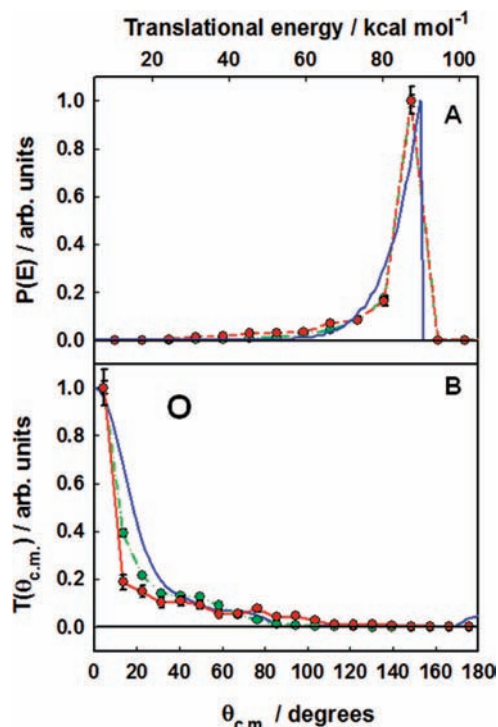 Translational energy / kcal mol⁻¹
20 40 60 80 100
A
P(E) / arb. units
1.0
0.8
0.6
0.4
0.2
0.0
B
O
T(θc.m.) / arb. units
1.0
0.8
0.6
0.4
0.2
0.0
0 20 40 60 80 100 120 140 160 180
θc.m. / degrees